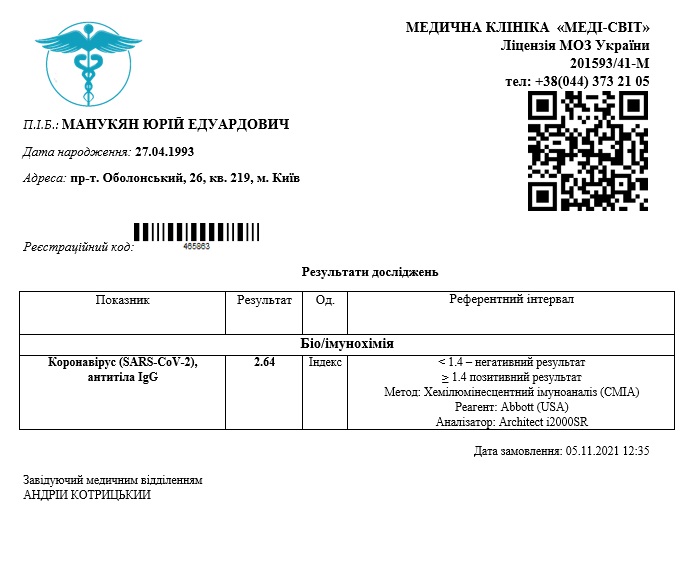 МЕДИЧНА КЛІНІКА «МЕДІ-СВІТ»
Ліцензія МОЗ України
201593/41-М
тел: +38(044) 373 21 05
П.І.Б.: МАНУКЯН ЮРІЙ ЕДУАРДОВИЧ
Дата народження: 27.04.1993
Адреса: пр-т. Оболонський, 26, кв. 219, м. Київ
Реєстраційний код:
465863
Результати досліджень
Показник Результат Од. Референтний інтервал
Біо/імунохімія
Коронавірус (SARS-CoV-2), 2.64 Індекс < 1.4 – негативний результат
антитіла IgG ≥ 1.4 позитивний результат
Метод: Хемілюмінесцентний імуноаналіз (CMIA)
Реагент: Abbott (USA)
Аналізатор: Architect i2000SR
Дата замовлення: 05.11.2021 12:35
Завідуючий медичним відділенням
АНДРІЙ КОТРИЦЬКИЙ